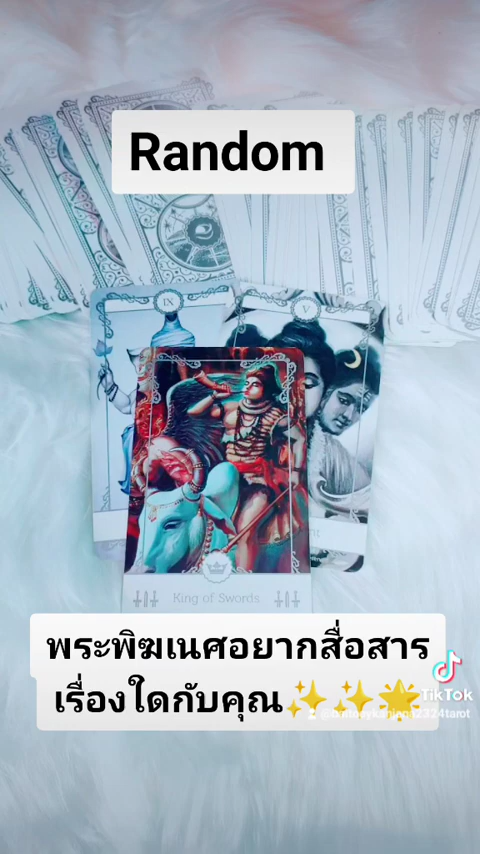 Random
IX
V
King of Swords
พระพิฆเนศอยากสื่อสาร
เรื่องใดกับคุณ✨✨🌟
TikTok